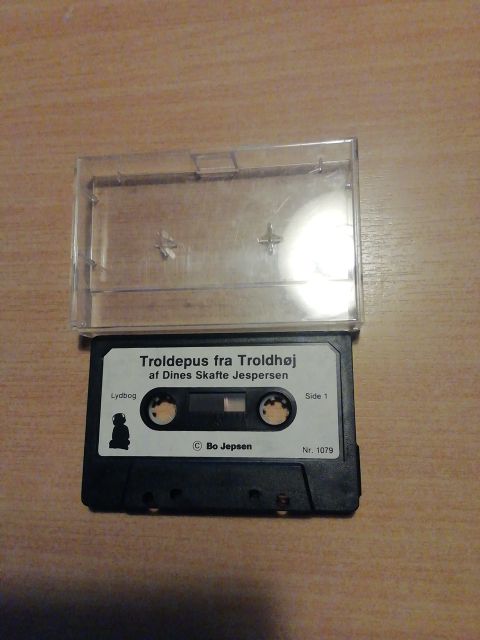 Troldepus fra Troldhøj
af Dines Skafte Jespersen
Lydbog
Side 1
© Bo Jepsen
Nr. 1079